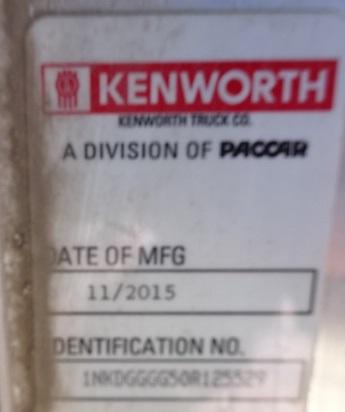 KENWORTH
KENWORTH TRUCK CO.
A DIVISION OF PACCAR
DATE OF MFG
11/2015
IDENTIFICATION NO.